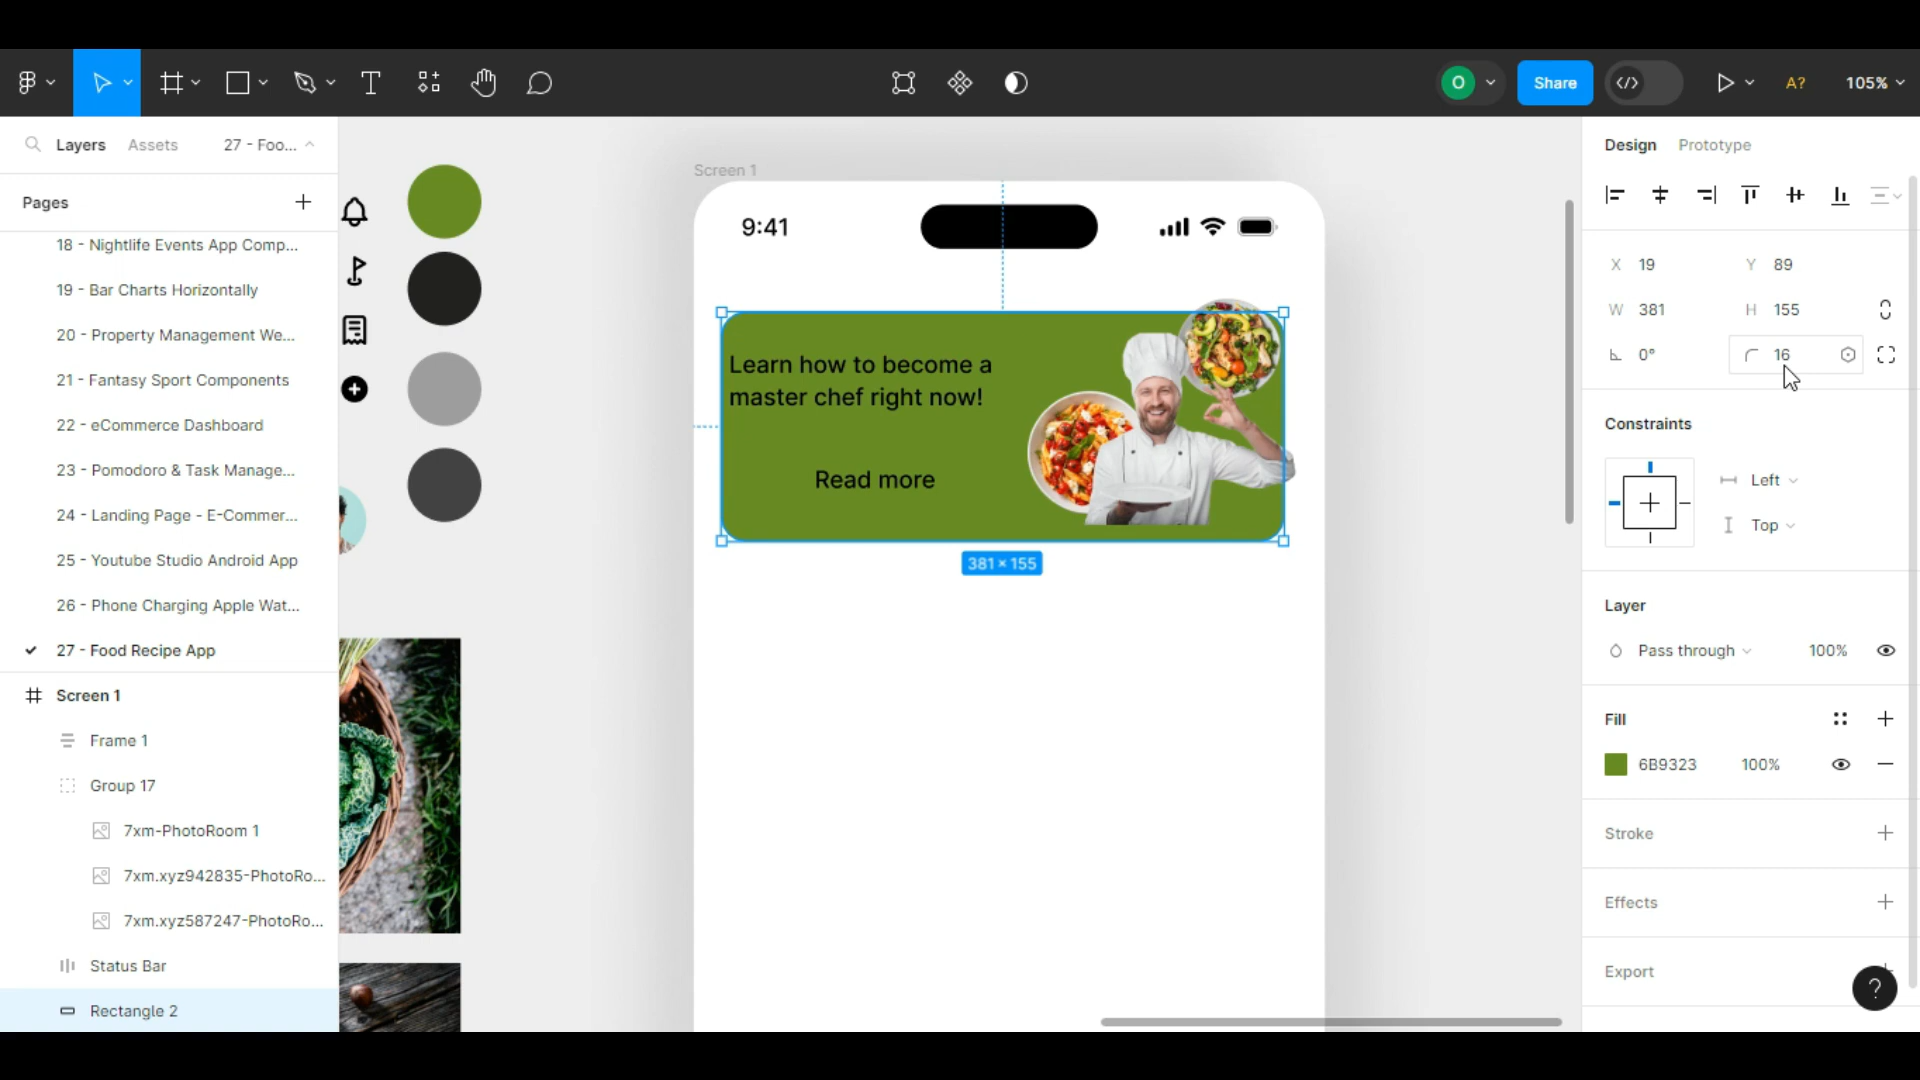 O
Share
A?
105%
Layers
Assets
27 - Foo...
Pages
18 - Nightlife Events App Comp...
19 - Bar Charts Horizontally
20 - Property Management We...
21 - Fantasy Sport Components
22 - eCommerce Dashboard
23 - Pomodoro & Task Manage...
24 - Landing Page - E-Commer...
25 - Youtube Studio Android App
26 - Phone Charging Apple Wat...
27 - Food Recipe App
Screen 1
Frame 1
Group 17
7xm-PhotoRoom 1
7xm.xyz942835-PhotoRo...
7xm.xyz587247-PhotoRo...
Status Bar
Rectangle 2
Screen 1
9:41
Learn how to become a
master chef right now!
Read more
381 × 155
Design
Prototype
X 19
Y 89
W 381
H 155
0°
16
Constraints
Left
Top
Layer
Pass through
100%
Fill
6B9323
100%
Stroke
Effects
Export
?